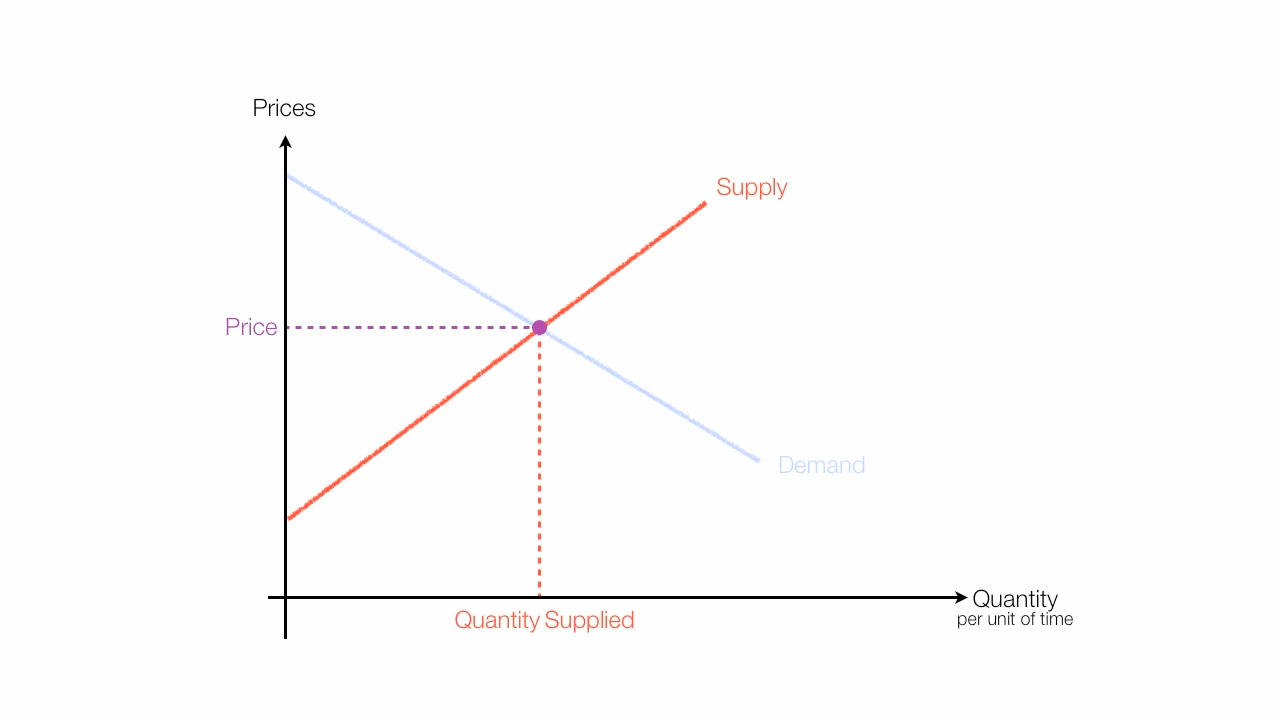 Prices
Supply
Price
Demand
Quantity
per unit of time
Quantity Supplied